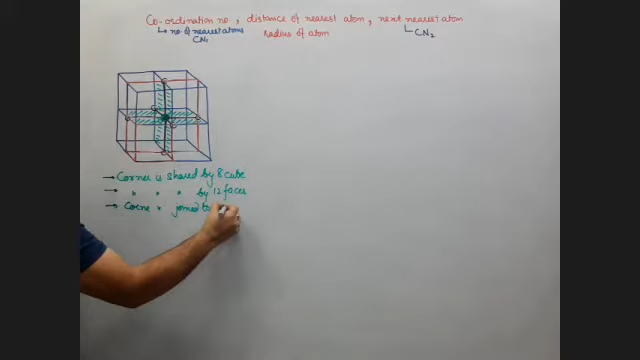 Co-ordination no, distance of nearest atom, next nearest atom
↳ no of nearest atoms radius of atom ↳ CN2
CN1
→ Corner is shared by 8 cube
→ " " " by 12 faces
→ Corne " joined to